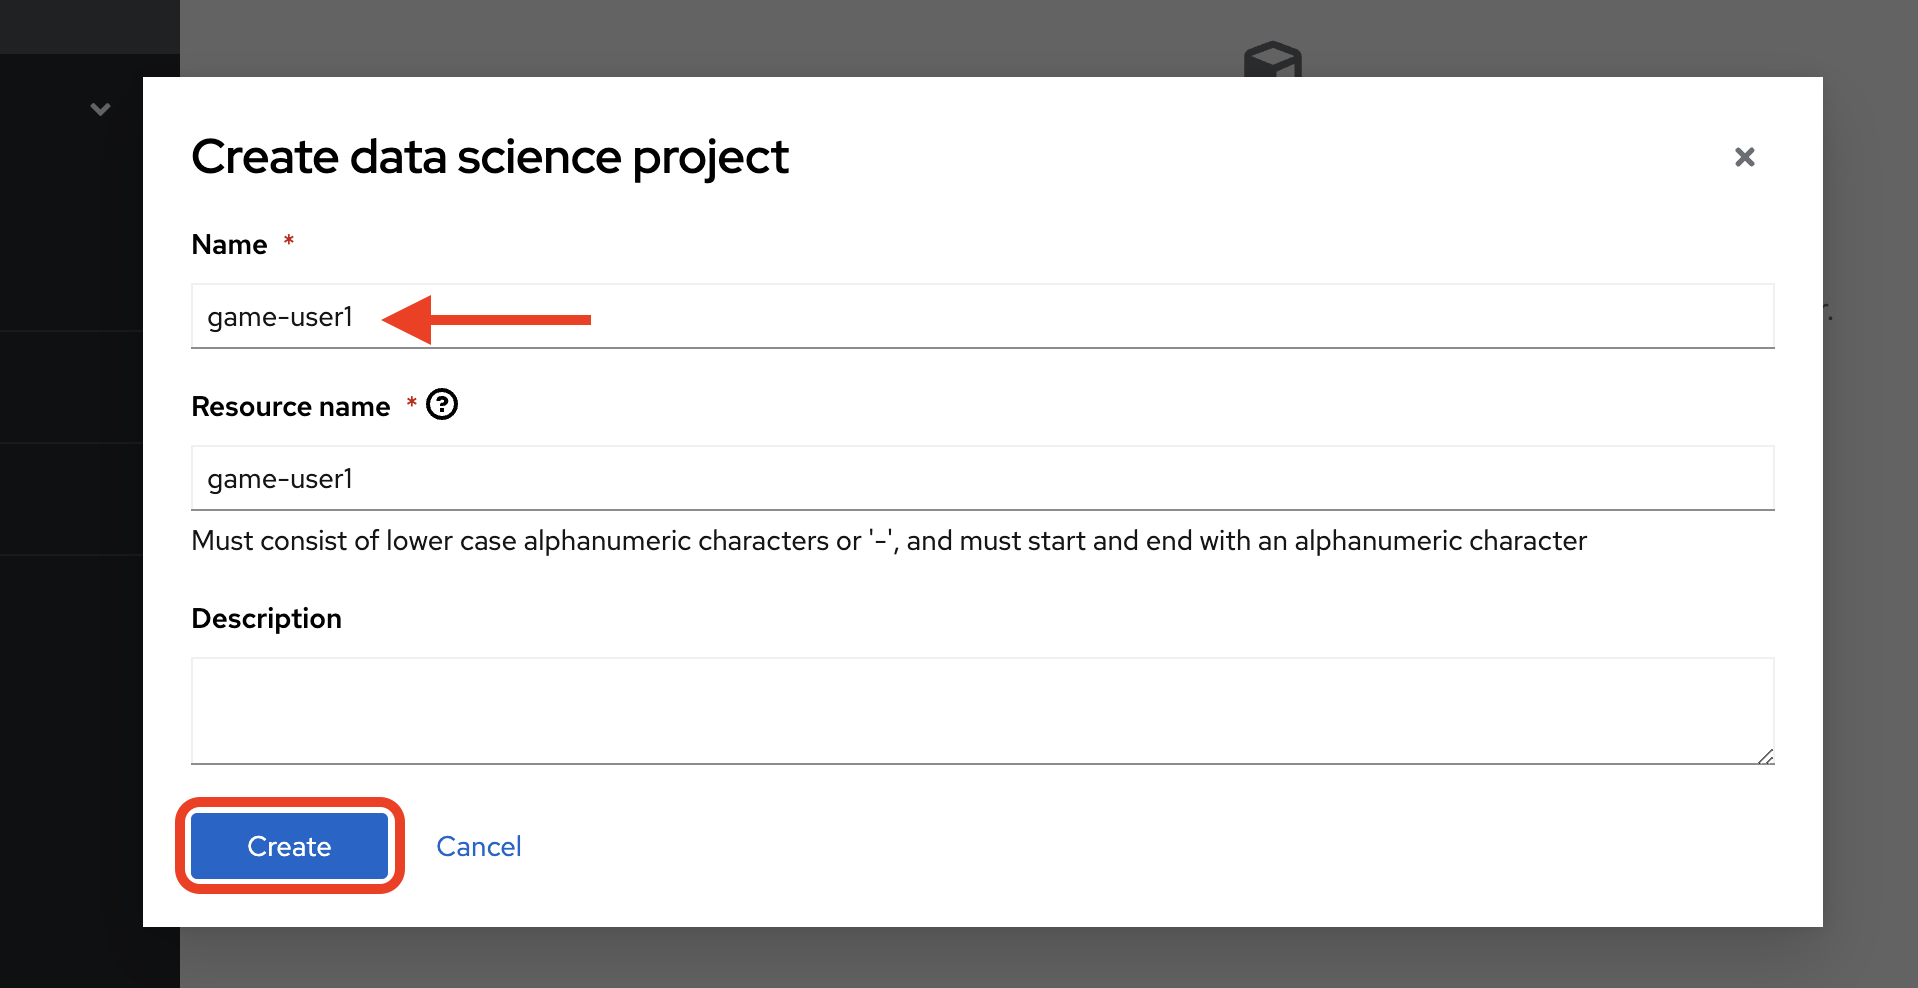 Create data science project
Name *
game-user1
Resource name *
game-user1
Must consist of lower case alphanumeric characters or '-', and must start and end with an alphanumeric character
Description
Create Cancel